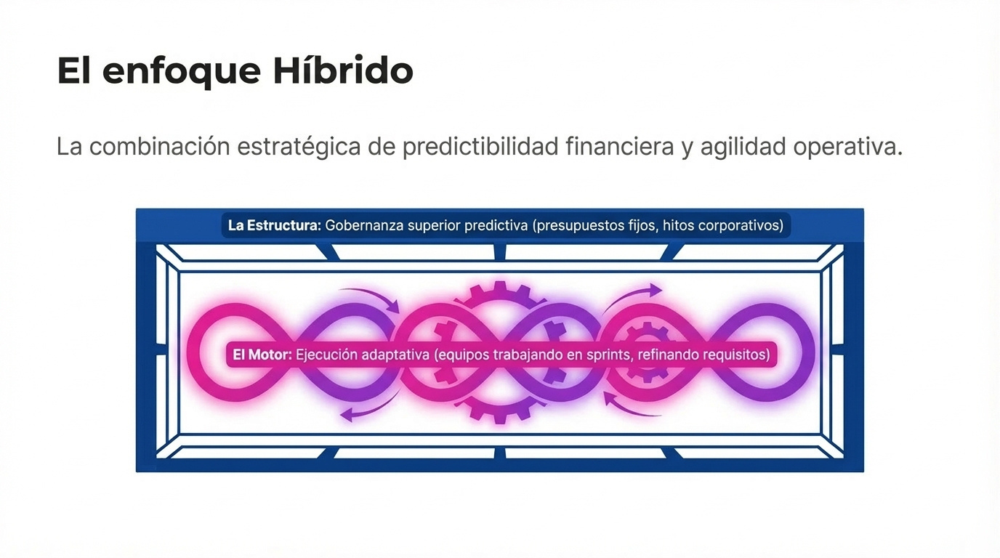 El enfoque Híbrido
La combinación estratégica de predictibilidad financiera y agilidad operativa.
La Estructura: Gobernanza superior predictiva (presupuestos fijos, hitos corporativos)
El Motor: Ejecución adaptativa (equipos trabajando en sprints, refinando requisitos)